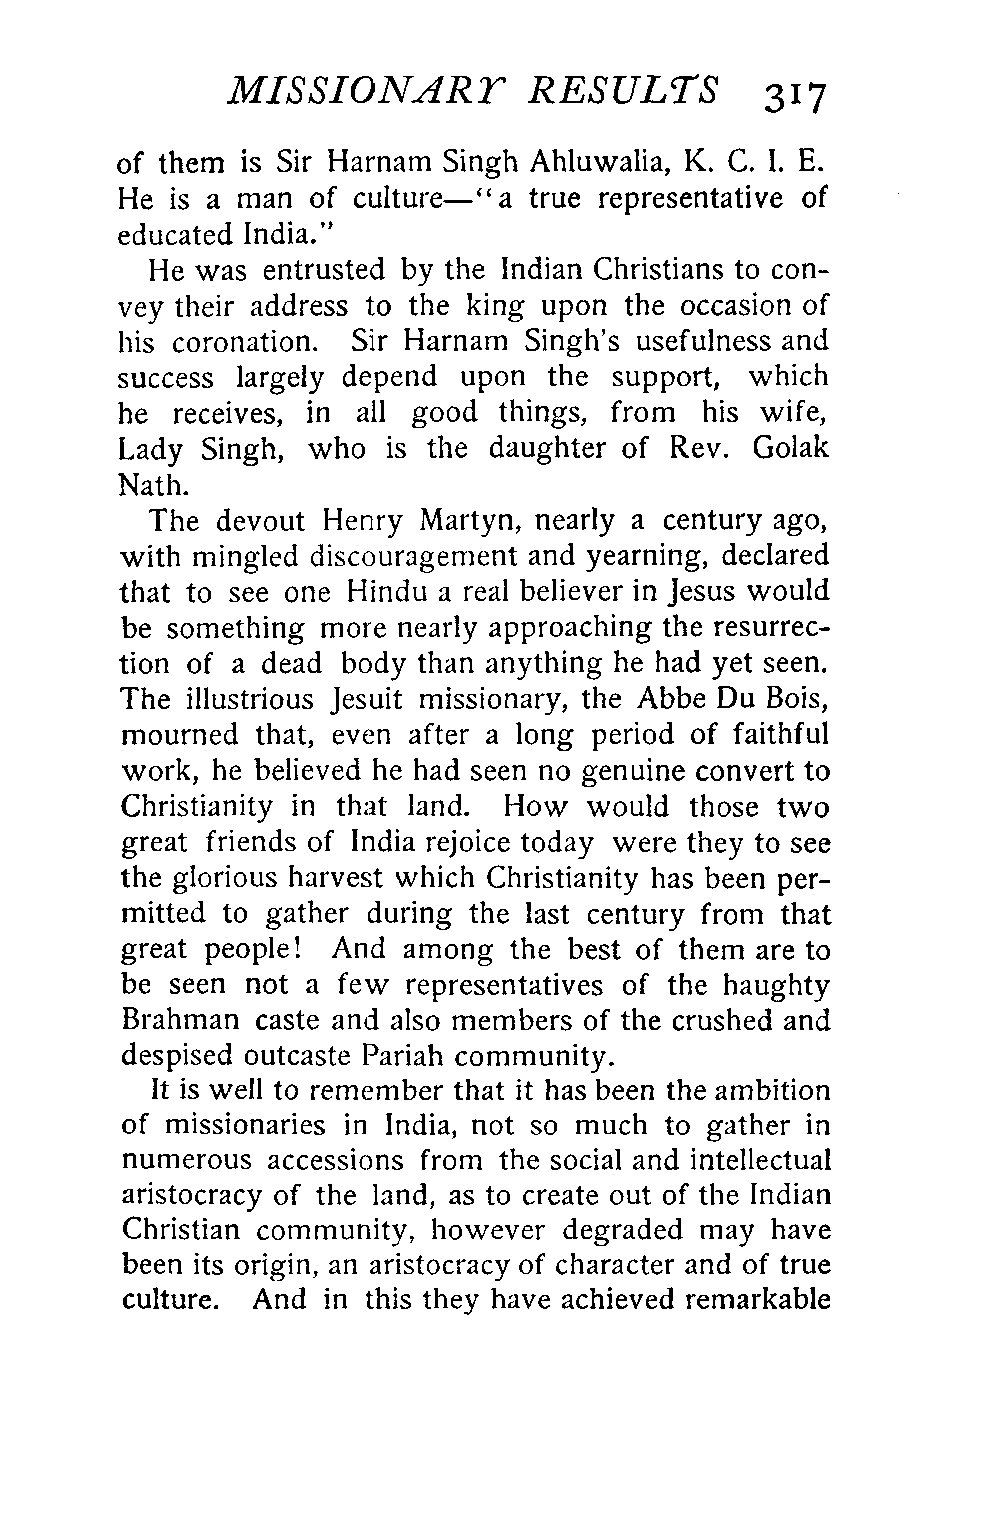 MISSIONARY RESULTS 317
of them is Sir Harnam Singh Ahluwalia, K. C. I. E.
He is a man of culture—"a true representative of
educated India."
He was entrusted by the Indian Christians to con-
vey their address to the king upon the occasion of
his coronation. Sir Harnam Singh's usefulness and
success largely depend upon the support, which
he receives, in all good things, from his wife,
Lady Singh, who is the daughter of Rev. Golak
Nath.
The devout Henry Martyn, nearly a century ago,
with mingled discouragement and yearning, declared
that to see one Hindu a real believer in Jesus would
be something more nearly approaching the resurrec-
tion of a dead body than anything he had yet seen.
The illustrious Jesuit missionary, the Abbe Du Bois,
mourned that, even after a long period of faithful
work, he believed he had seen no genuine convert to
Christianity in that land. How would those two
great friends of India rejoice today were they to see
the glorious harvest which Christianity has been per-
mitted to gather during the last century from that
great people! And among the best of them are to
be seen not a few representatives of the haughty
Brahman caste and also members of the crushed and
despised outcaste Pariah community.
It is well to remember that it has been the ambition
of missionaries in India, not so much to gather in
numerous accessions from the social and intellectual
aristocracy of the land, as to create out of the Indian
Christian community, however degraded may have
been its origin, an aristocracy of character and of true
culture. And in this they have achieved remarkable